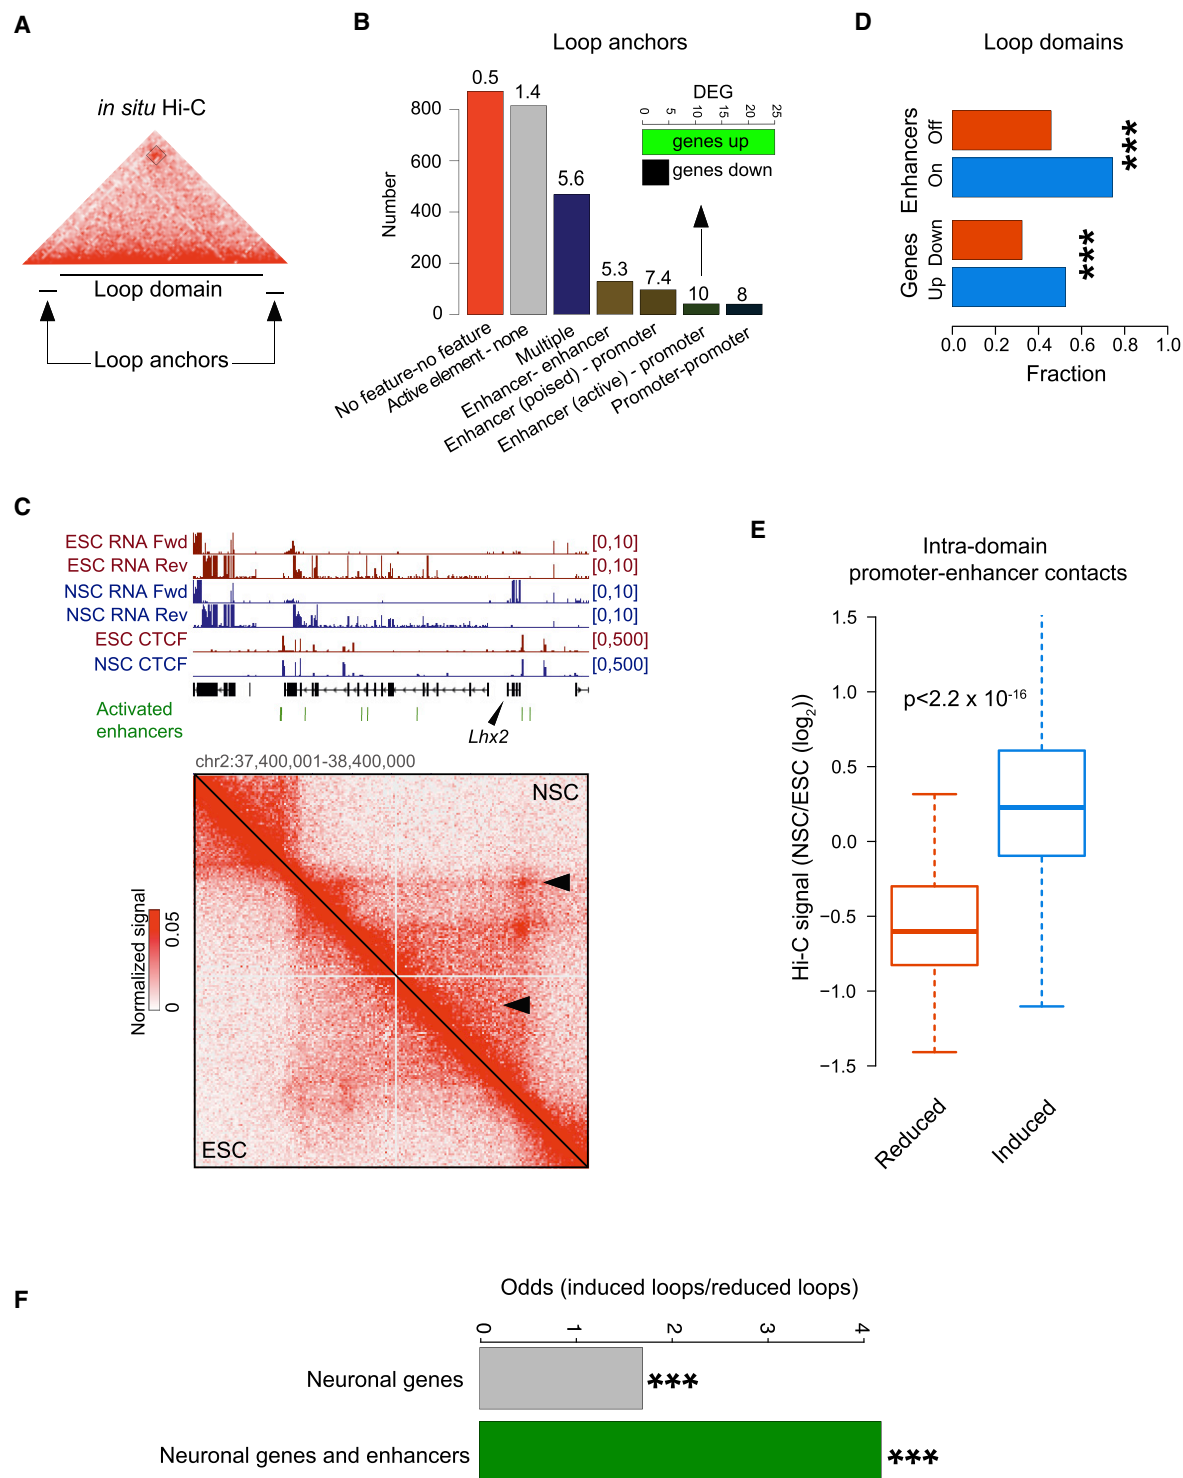 A
in situ Hi-C
Loop domain
Loop anchors
B
Loop anchors
Number
800
600
400
200
0
0.5
1.4
5.6
5.3
7.4
10
8
DEG
0 5 10 15 20 25
genes up
genes down
No feature-no feature
Active element- none
Multiple
Enhancer- enhancer
Enhancer (poised) - promoter
Enhancer (active) - promoter
Promoter-promoter
D
Loop domains
Enhancers
Off
On
***
Genes
Down
Up
***
0.0 0.2 0.4 0.6 0.8 1.0
Fraction
C
ESC RNA Fwd [0,10]
ESC RNA Rev [0,10]
NSC RNA Fwd [0,10]
NSC RNA Rev [0,10]
ESC CTCF [0,500]
NSC CTCF [0,500]
Activated
enhancers
Lhx2
chr2:37,400,001-38,400,000
NSC
ESC
Normalized signal
0 0.05
E
Intra-domain
promoter-enhancer contacts
Hi-C signal (NSC/ESC (log2))
1.5
1.0
0.5
0.0
−0.5
−1.0
−1.5
p<2.2 x 10-16
Reduced
Induced
F
Odds (induced loops/reduced loops)
0 1 2 3 4
Neuronal genes ***
Neuronal genes and enhancers ***